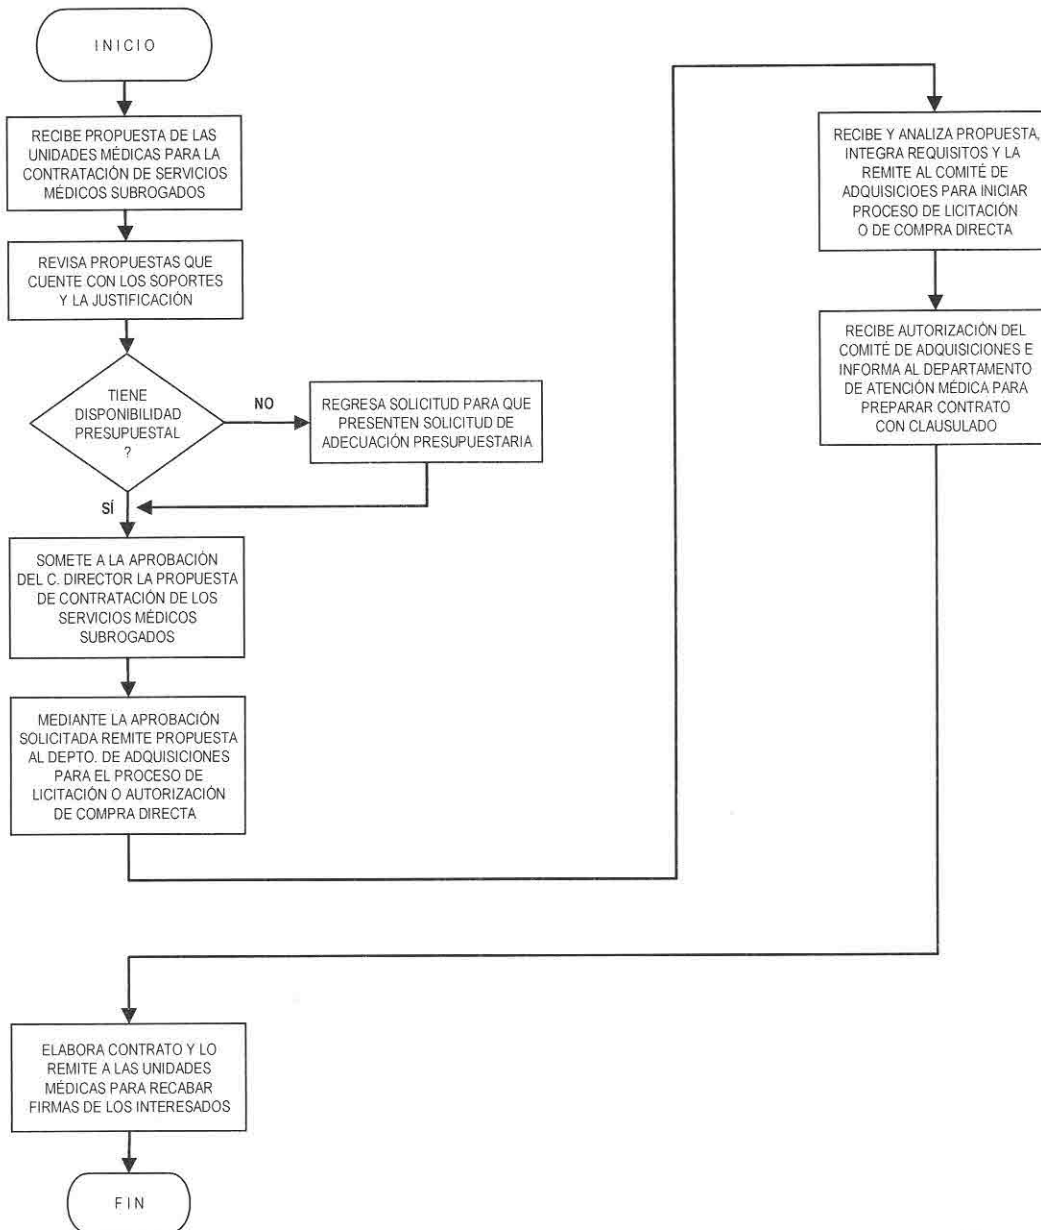 INICIO
RECIBE PROPUESTA DE LAS
UNIDADES MÉDICAS PARA LA
CONTRATACIÓN DE SERVICIOS
MÉDICOS SUBROGADOS
REVISA PROPUESTAS QUE
CUENTE CON LOS SOPORTES
Y LA JUSTIFICACIÓN
TIENE
DISPONIBILIDAD
PRESUPUESTAL
?
NO
REGRESA SOLICITUD PARA QUE
PRESENTEN SOLICITUD DE
ADECUACIÓN PRESUPUESTARIA
SÍ
SOMETE A LA APROBACIÓN
DEL C. DIRECTOR LA PROPUESTA
DE CONTRATACIÓN DE LOS
SERVICIOS MÉDICOS
SUBROGADOS
MEDIANTE LA APROBACIÓN
SOLICITADA REMITE PROPUESTA
AL DEPTO. DE ADQUISICIONES
PARA EL PROCESO DE
LICITACIÓN O AUTORIZACIÓN
DE COMPRA DIRECTA
RECIBE Y ANALIZA PROPUESTA,
INTEGRA REQUISITOS Y LA
REMITE AL COMITÉ DE
ADQUISICIOES PARA INICIAR
PROCESO DE LICITACIÓN
O DE COMPRA DIRECTA
RECIBE AUTORIZACIÓN DEL
COMITÉ DE ADQUISICIONES E
INFORMA AL DEPARTAMENTO
DE ATENCIÓN MÉDICA PARA
PREPARAR CONTRATO
CON CLAUSULADO
ELABORA CONTRATO Y LO
REMITE A LAS UNIDADES
MÉDICAS PARA RECABAR
FIRMAS DE LOS INTERESADOS
FIN